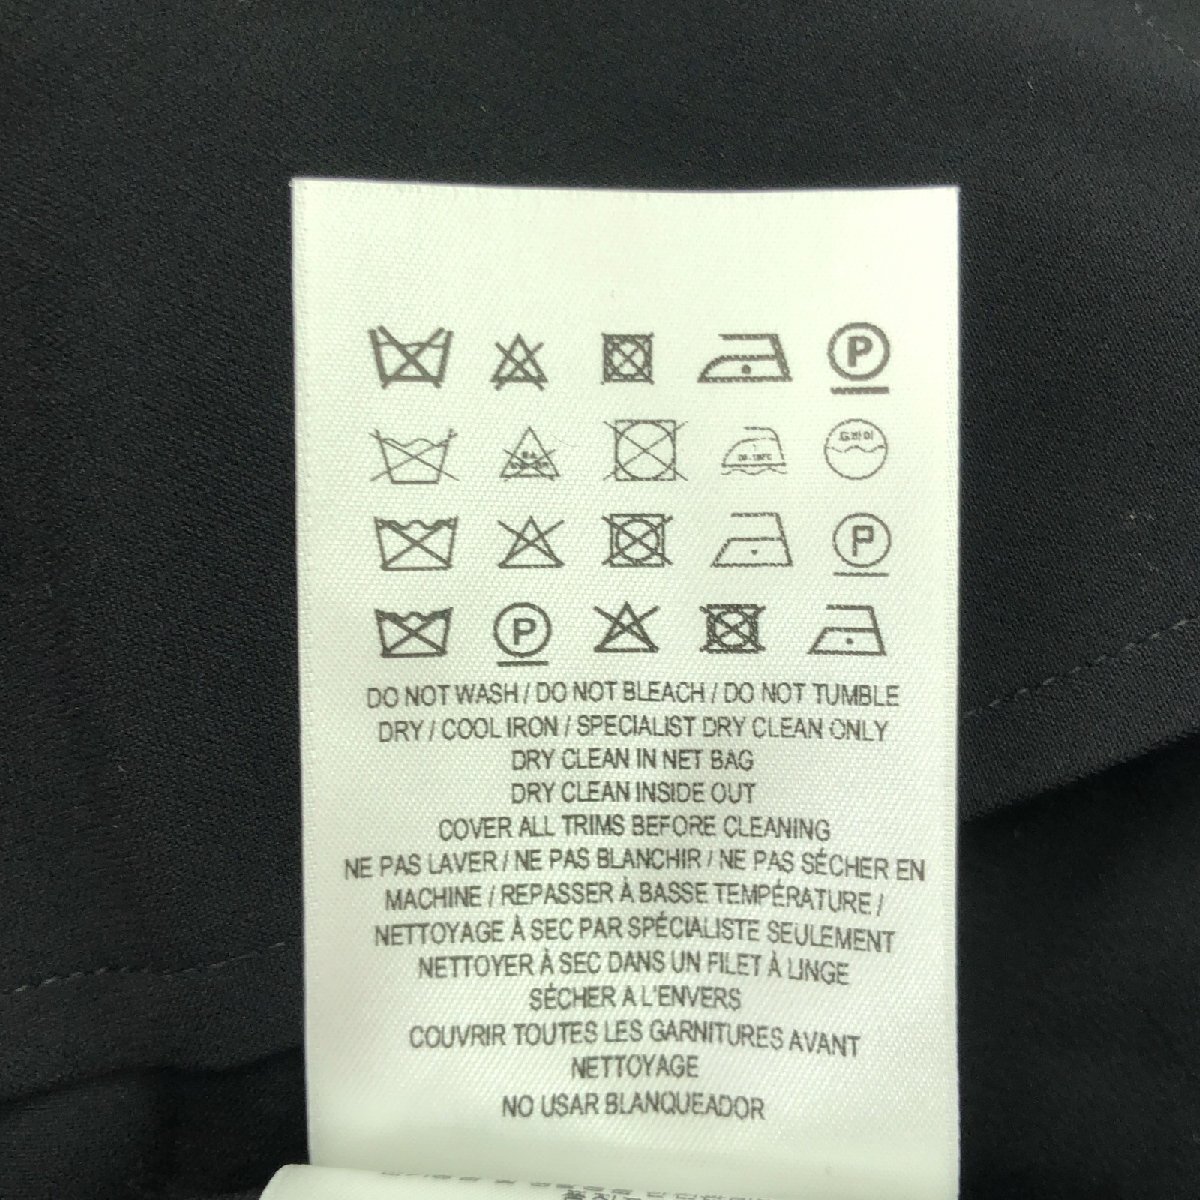 P
드라이
P
P
DO NOT WASH / DO NOT BLEACH / DO NOT TUMBLE
DRY / COOL IRON / SPECIALIST DRY CLEAN ONLY
DRY CLEAN IN NET BAG
DRY CLEAN INSIDE OUT
COVER ALL TRIMS BEFORE CLEANING
NE PAS LAVER / NE PAS BLANCHIR / NE PAS SÉCHER EN
MACHINE / REPASSER À BASSE TEMPÉRATURE /
NETTOYAGE À SEC PAR SPÉCIALISTE SEULEMENT
NETTOYER À SEC DANS UN FILET À LINGE
SÉCHER A L'ENVERS
COUVRIR TOUTES LES GARNITURES AVANT
NETTOYAGE
NO USAR BLANQUEADOR